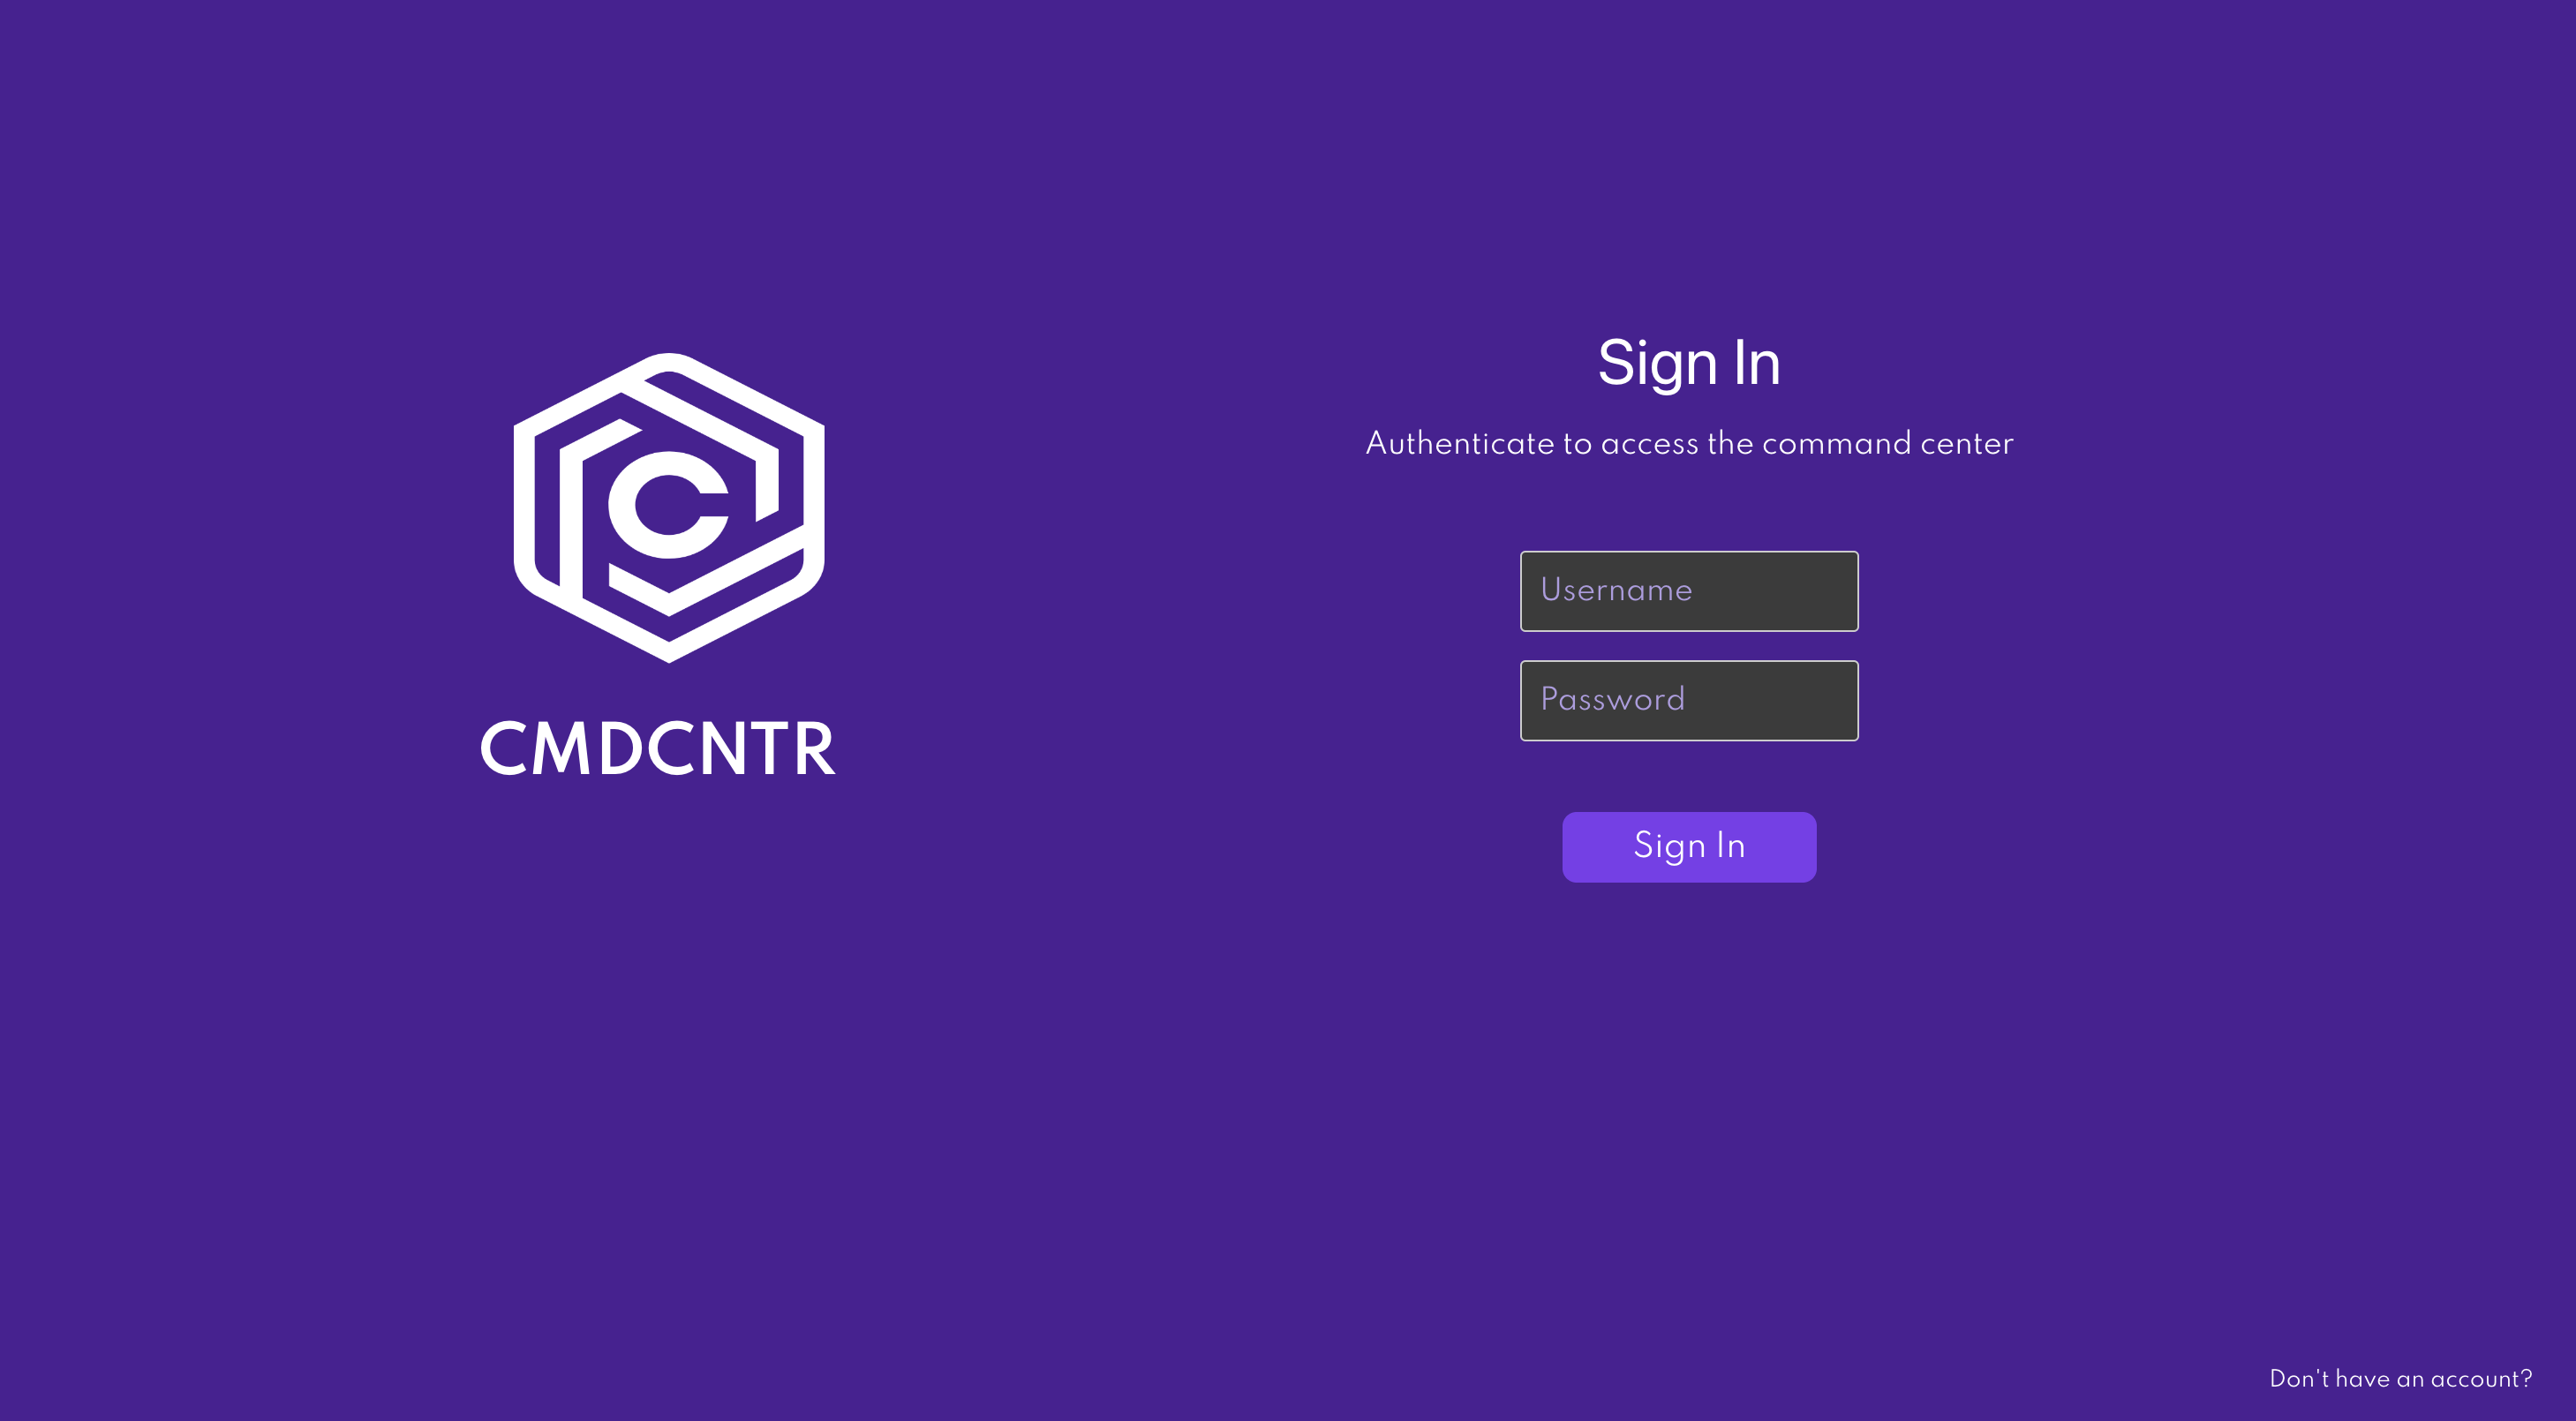 C
CMDCNTR
Sign In
Authenticate to access the command center
Username
Password
Sign In
Don't have an account?